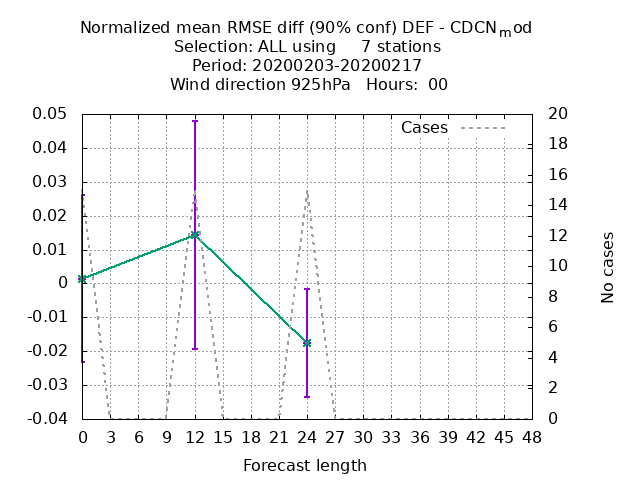 Normalized mean RMSE diff (90% conf) DEF - CDCNmod
Selection: ALL using 7 stations
Period: 20200203-20200217
Wind direction 925hPa Hours: 00
Cases
0.05
0.04
0.03
0.02
0.01
0
-0.01
-0.02
-0.03
-0.04
20
18
16
14
12
10
8
6
4
2
0
No cases
0 3 6 9 12 15 18 21 24 27 30 33 36 39 42 45 48
Forecast length